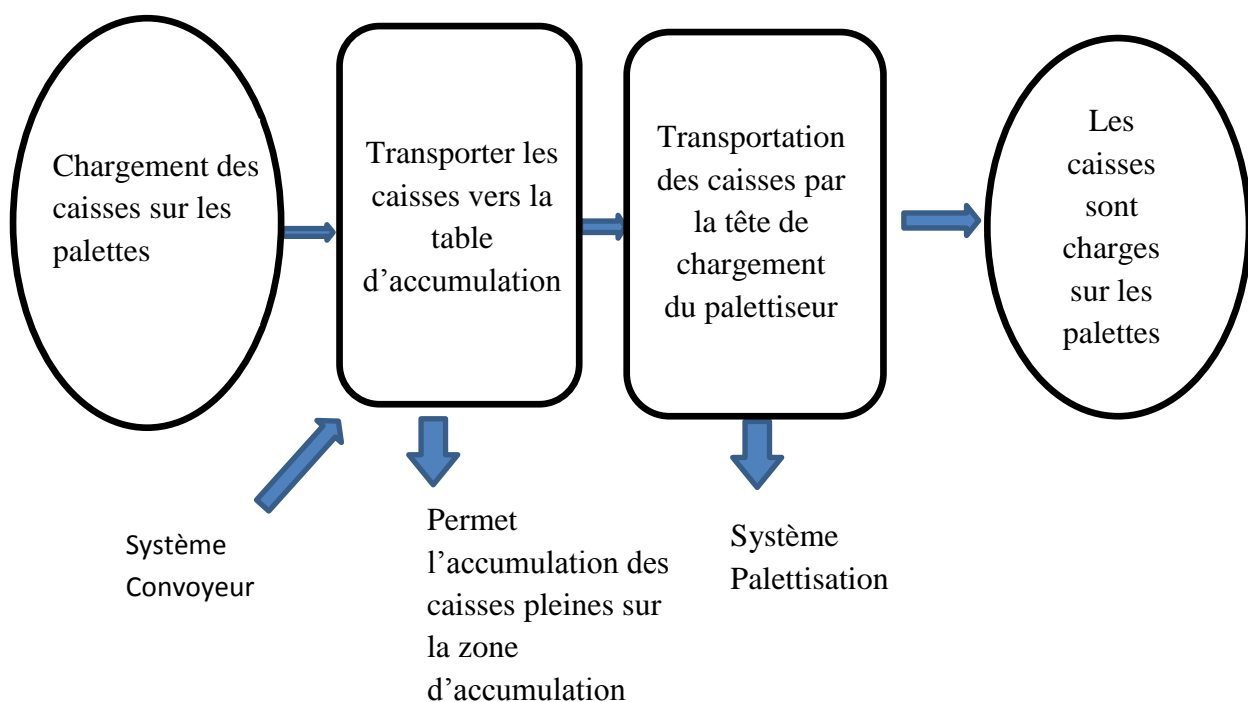 Chargement des
caisses sur les
palettes
Transporter les
caisses vers la
table
d’accumulation
Transportation
des caisses par
la tête de
chargement
du palettiseur
Les
caisses
sont
charges
sur les
palettes
Système
Convoyeur
Permet
l’accumulation des
caisses pleines sur
la zone
d’accumulation
Système
Palettisation